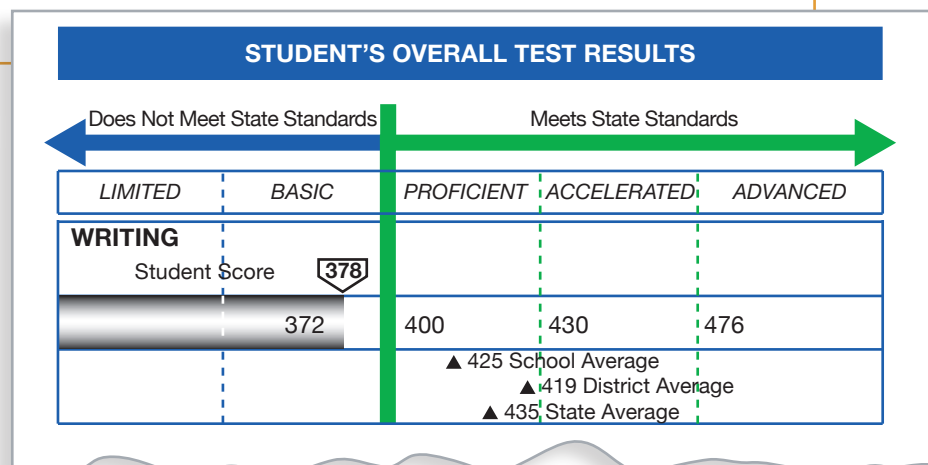 STUDENT'S OVERALL TEST RESULTS
Does Not Meet State Standards Meets State Standards
LIMITED BASIC PROFICIENT ACCELERATED ADVANCED
WRITING
Student Score 378
372 400 430 476
▲ 425 School Average
▲ 419 District Average
▲ 435 State Average